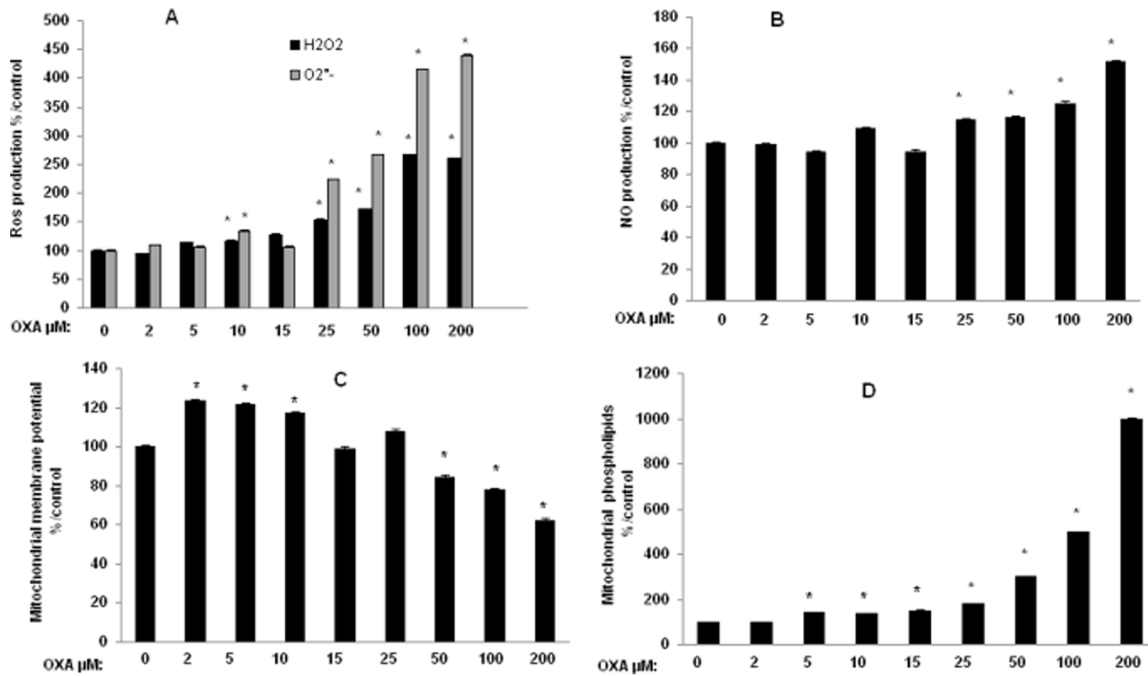 A
Ros production %/control
500
450
400
350
300
250
200
150
100
50
0
H2O2
O2°-
* * * * * * * * * *
OXA µM: 0 2 5 10 15 25 50 100 200
B
NO production %/control
180
160
140
120
100
80
60
40
20
0
* * * *
OXA µM: 0 2 5 10 15 25 50 100 200
C
Mitochondrial membrane potential
%/control
140
120
100
80
60
40
20
0
* * * * * *
OXA µM: 0 2 5 10 15 25 50 100 200
D
Mitochondrial phospholipids
%/control
1200
1000
800
600
400
200
0
* * * * * * *
OXA µM: 0 2 5 10 15 25 50 100 200